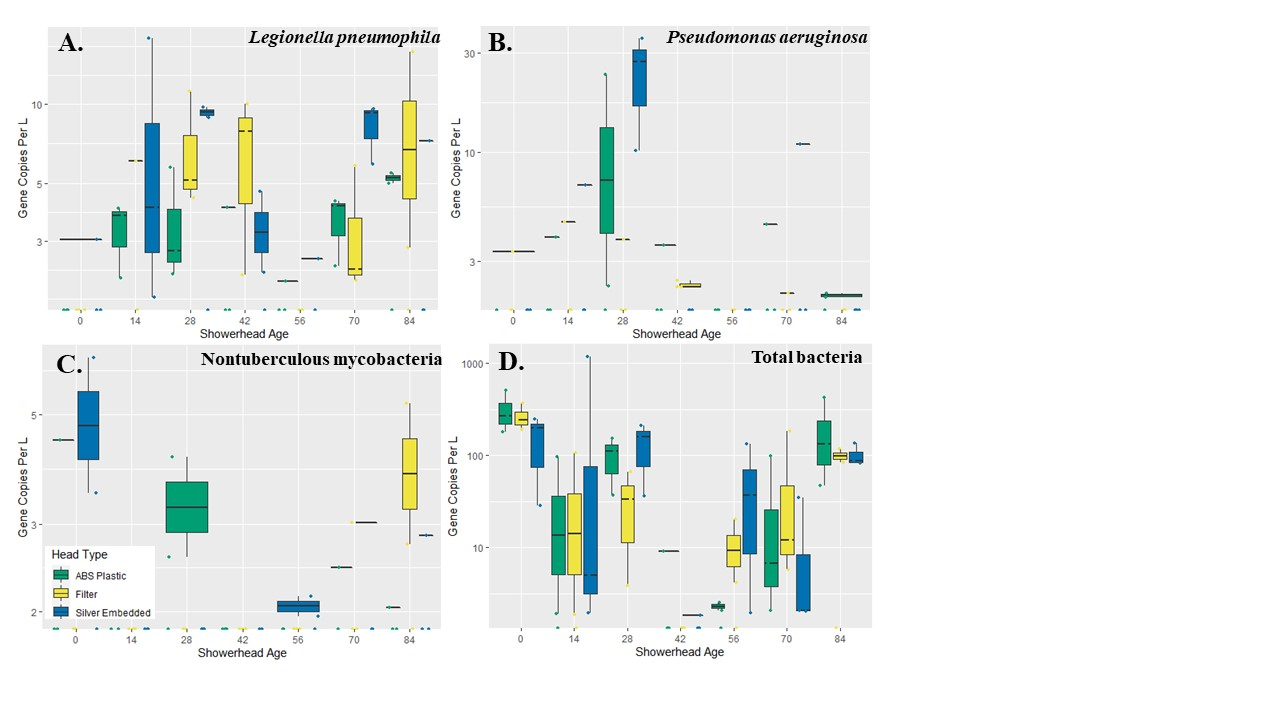 A.
Legionella pneumophila
Gene Copies Per L
10
5
3
0 14 28 42 56 70 84
Showerhead Age
B.
Pseudomonas aeruginosa
Gene Copies Per L
30
10
3
0 14 28 42 56 70 84
Showerhead Age
C.
Nontuberculous mycobacteria
Gene Copies Per L
5
3
2
Head Type
ABS Plastic
Filter
Silver Embedded
0 14 28 42 56 70 84
Showerhead Age
D.
Total bacteria
Gene Copies Per L
1000
100
10
0 14 28 42 56 70 84
Showerhead Age